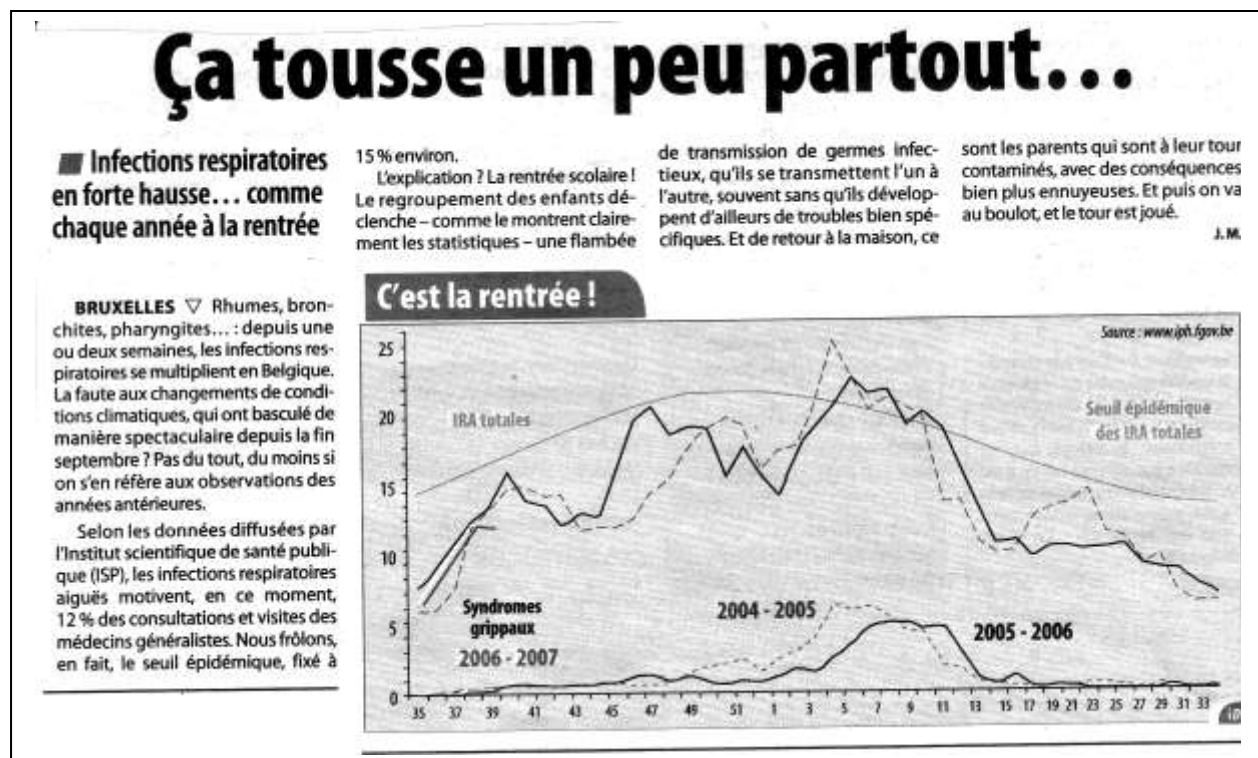 Ça tousse un peu partout...
Infections respiratoires
en forte hausse... comme
chaque année à la rentrée
BRUXELLES ▽ Rhumes, bron-
chites, pharyngites... : depuis une
ou deux semaines, les infections res-
piratoires se multiplient en Belgique.
La faute aux changements de condi-
tions climatiques, qui ont basculé de
manière spectaculaire depuis la fin
septembre ? Pas du tout, du moins si
on s'en réfère aux observations des
années antérieures.
Selon les données diffusées par
l'Institut scientifique de santé publi-
que (ISP), les infections respiratoires
aiguës motivent, en ce moment,
12 % des consultations et visites des
médecins généralistes. Nous frôlons,
en fait, le seuil épidémique, fixé à
15 % environ.
L'explication ? La rentrée scolaire !
Le regroupement des enfants dé-
clenche – comme le montrent claire-
ment les statistiques – une flambée
de transmission de germes infec-
tieux, qu'ils se transmettent l'un à
l'autre, souvent sans qu'ils dévelop-
pent d'ailleurs de troubles bien spé-
cifiques. Et de retour à la maison, ce
sont les parents qui sont à leur tour
contaminés, avec des conséquences
bien plus ennuyeuses. Et puis on va
au boulot, et le tour est joué.
J.M.
C'est la rentrée !
Source : www.iph.fgov.be
25
20
15
10
5
0
IRA totales
Seuil épidémique
des IRA totales
Syndromes
grippaux
2006 - 2007
2004 - 2005
2005 - 2006
35 37 39 41 43 45 47 49 51 1 3 5 7 9 11 13 15 17 19 21 23 25 27 29 31 33